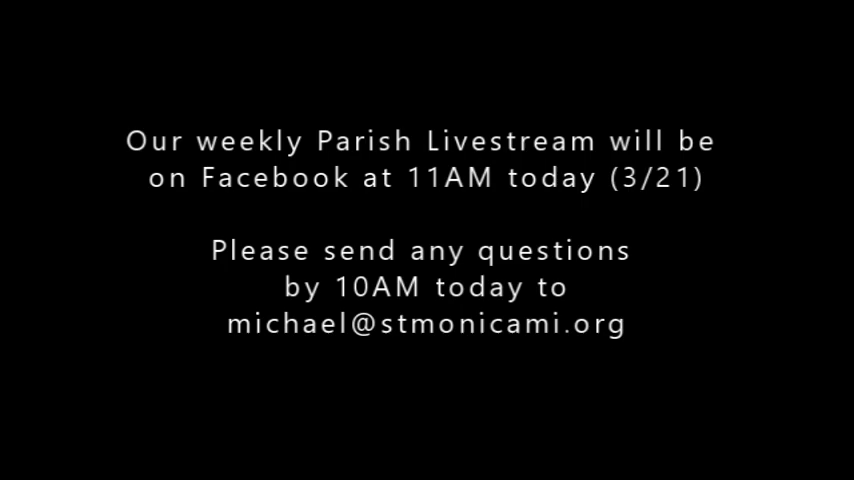 Our weekly Parish Livestream will be
on Facebook at 11AM today (3/21)
Please send any questions
by 10AM today to
michael@stmonicami.org